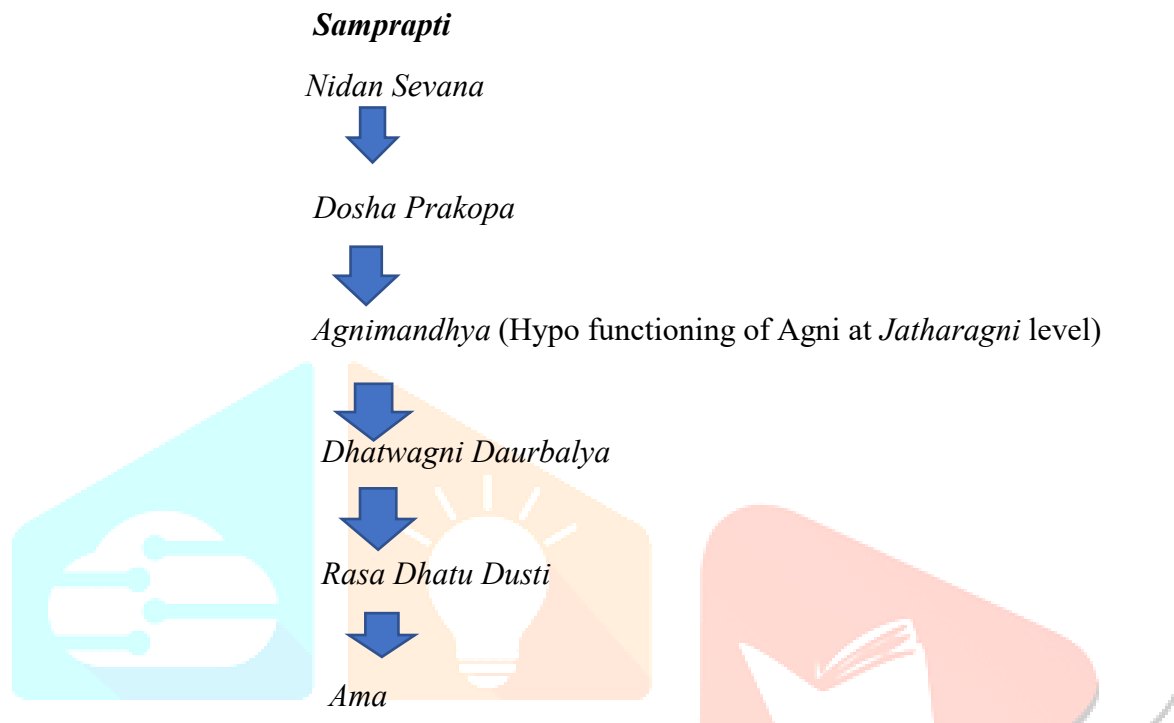 Samprapti
Nidan Sevana
Dosha Prakopa
Agnimandhya (Hypo functioning of Agni at Jatharagni level)
Dhatwagni Daurbalya
Rasa Dhatu Dusti
Ama